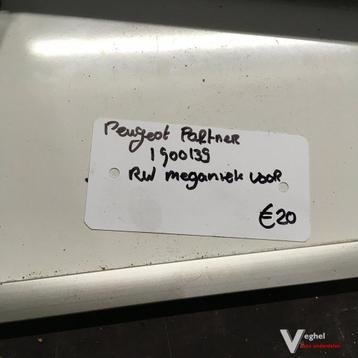 Peugeot Partner
1900139
RW meganiek voor
€20
Veghel